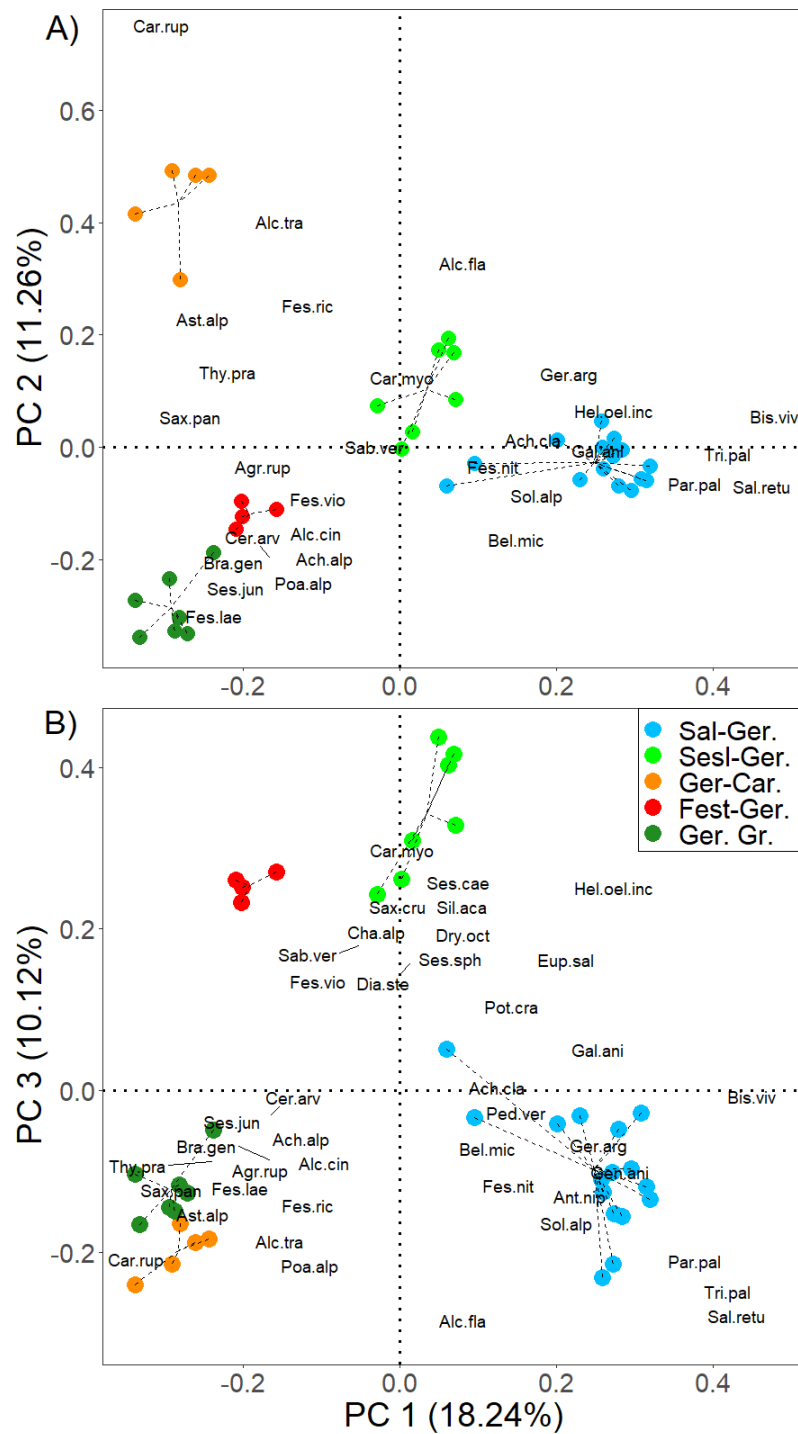 A)
Car.rup
0.6
Alc.tra
0.4
Alc.fla
Fes.ric
Ast.alp
0.2
Thy.pra
Car.myo
Ger.arg
Sax.pan
Hel.oel.inc
Bis.viv
PC 2 (11.26%)
0.0
Sab.ver
Ach.cla
Gal.ani
Tri.pal
Agr.rup
Fes.nit
Par.pal
Sal.retu
Fes.vio
Sol.alp
Cer.arv
Alc.cin
Bel.mic
Bra.gen
Ach.alp
-0.2
Ses.jun
Poa.alp
Fes.lae
-0.2 0.0 0.2 0.4
B)
Sal-Ger.
Sesl-Ger.
Ger-Car.
Fest-Ger.
Ger. Gr.
0.4
Car.myo
Ses.cae
Hel.oel.inc
Sax.cru
Sil.aca
0.2
Cha.alp
Dry.oct
Sab.ver
Ses.sph
Eup.sal
Fes.vio
Dia.ste
Pot.cra
Gal.ani
PC 3 (10.12%)
0.0
Cer.arv
Ach.cla
Bis.viv
Ses.jun
Ped.ver
Bra.gen
Ach.alp
Bel.mic
Ger.arg
Thy.pra
Agr.rup
Alc.cin
Gen.ani
Sax.pan
Fes.lae
Fes.nit
Ant.nip
Ast.alp
Fes.ric
Sol.alp
-0.2
Car.rup
Alc.tra
Poa.alp
Par.pal
Tri.pal
Alc.fla
Sal.retu
-0.2 0.0 0.2 0.4
PC 1 (18.24%)